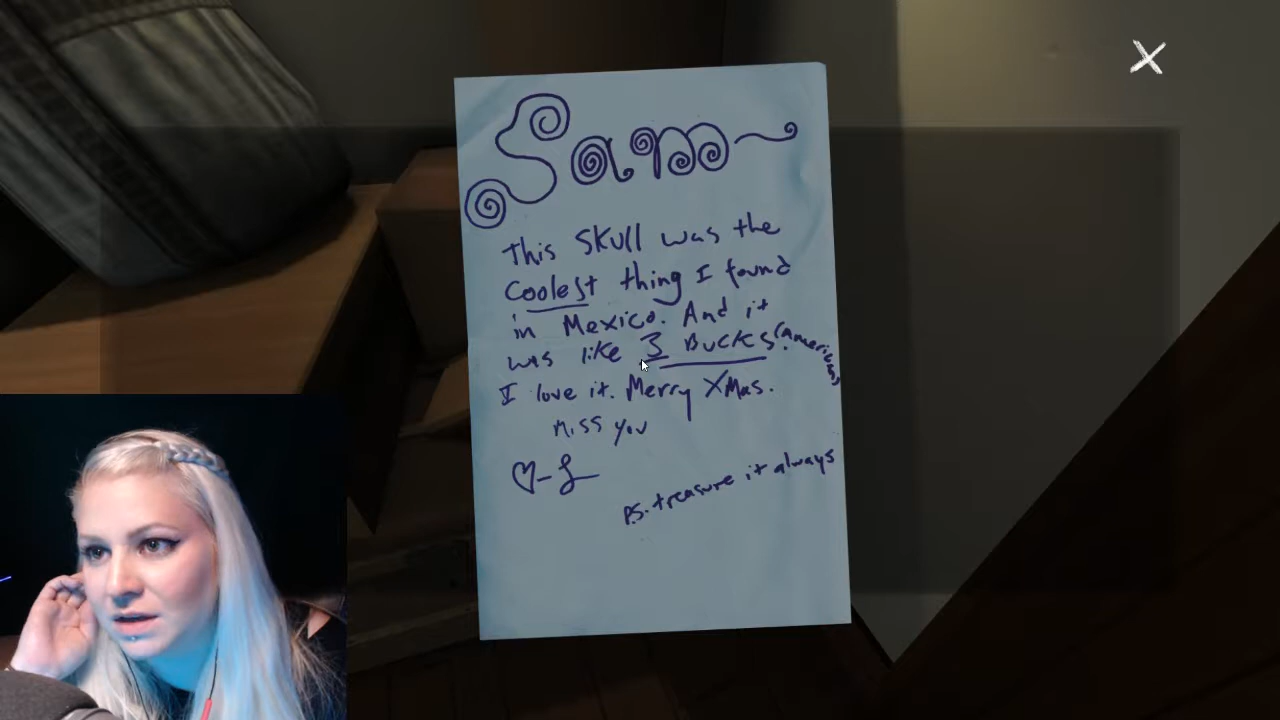 Sam
This Skull was the
coolest thing I found
in Mexico. And it
was like 3 Bucks. (American)
I love it. Merry XMas.
Miss you
♡-L
P.S. treasure it always